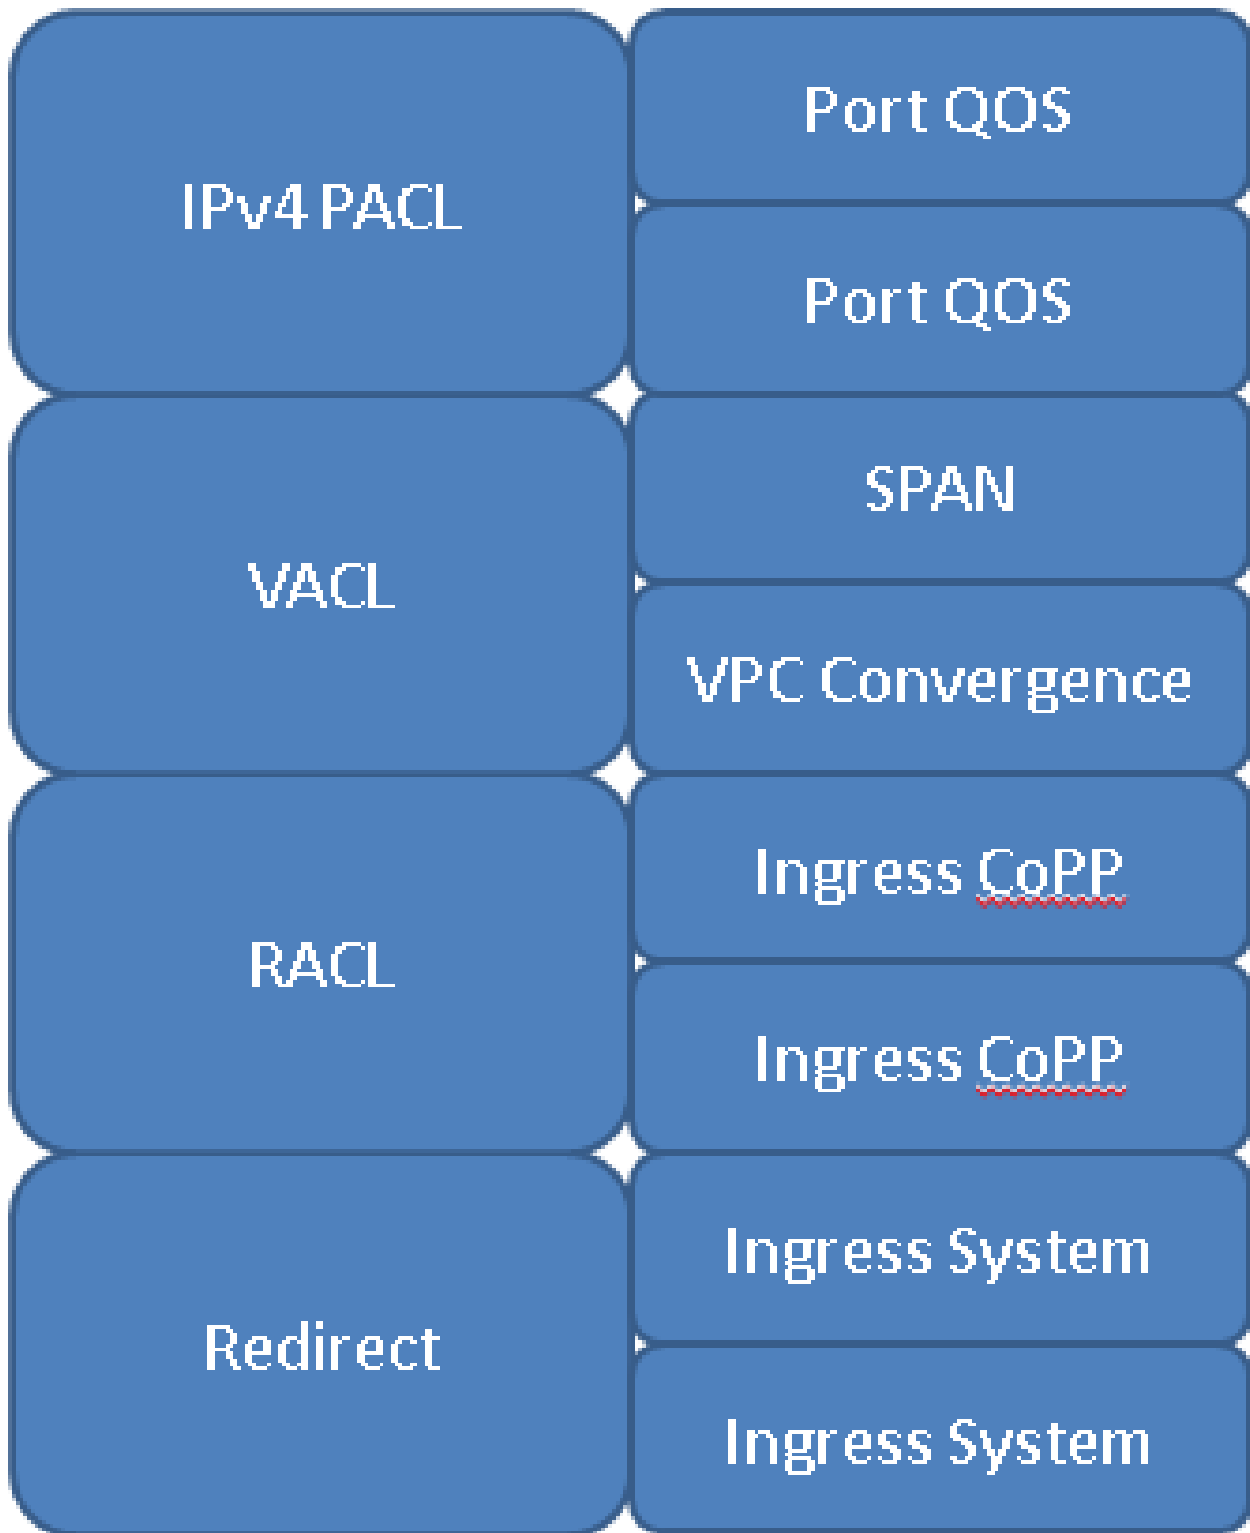 IPv4 PACL
Port QOS
Port QOS
VACL
SPAN
VPC Convergence
RACL
Ingress CoPP
Ingress CoPP
Redirect
Ingress System
Ingress System